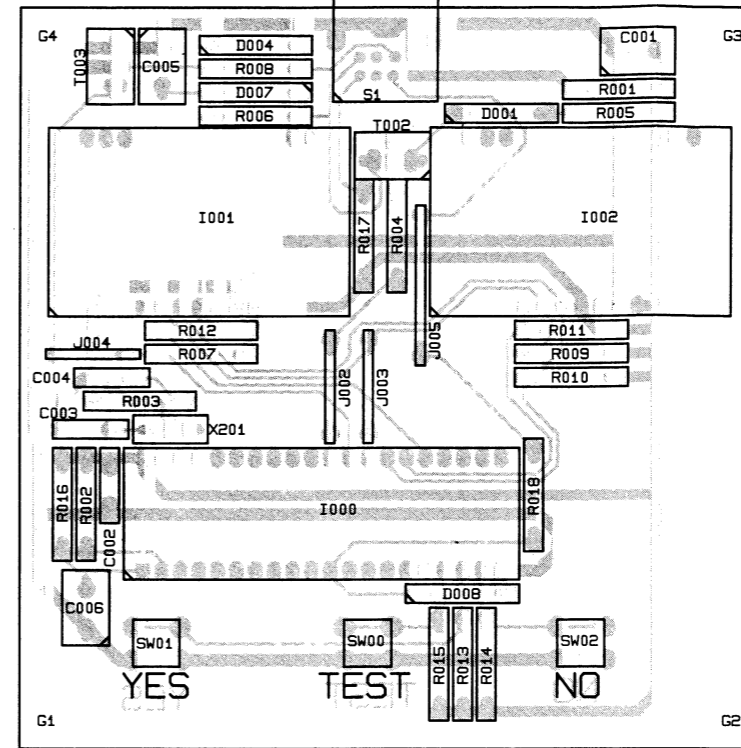 G4
G3
T003
C005
D004
R008
D007
R006
S1
C001
R001
D001
R005
T002
I001
R017
R004
I002
J004
R012
R007
J005
R011
R009
R010
C004
R003
J002
J003
C003
X201
R016
R002
C002
I000
R018
C006
D008
SW01
SW00
R015
R013
R014
SW02
YES
TEST
NO
G1
G2